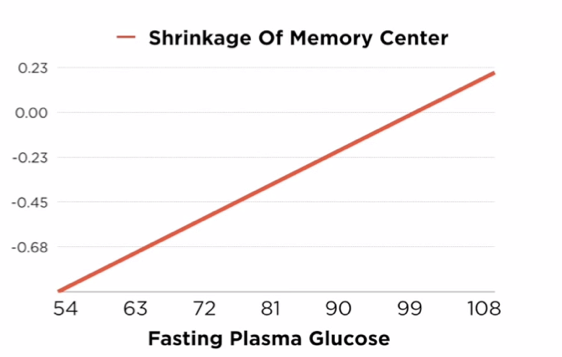 Shrinkage Of Memory Center
0.23
0.00
-0.23
-0.45
-0.68
54 63 72 81 90 99 108
Fasting Plasma Glucose